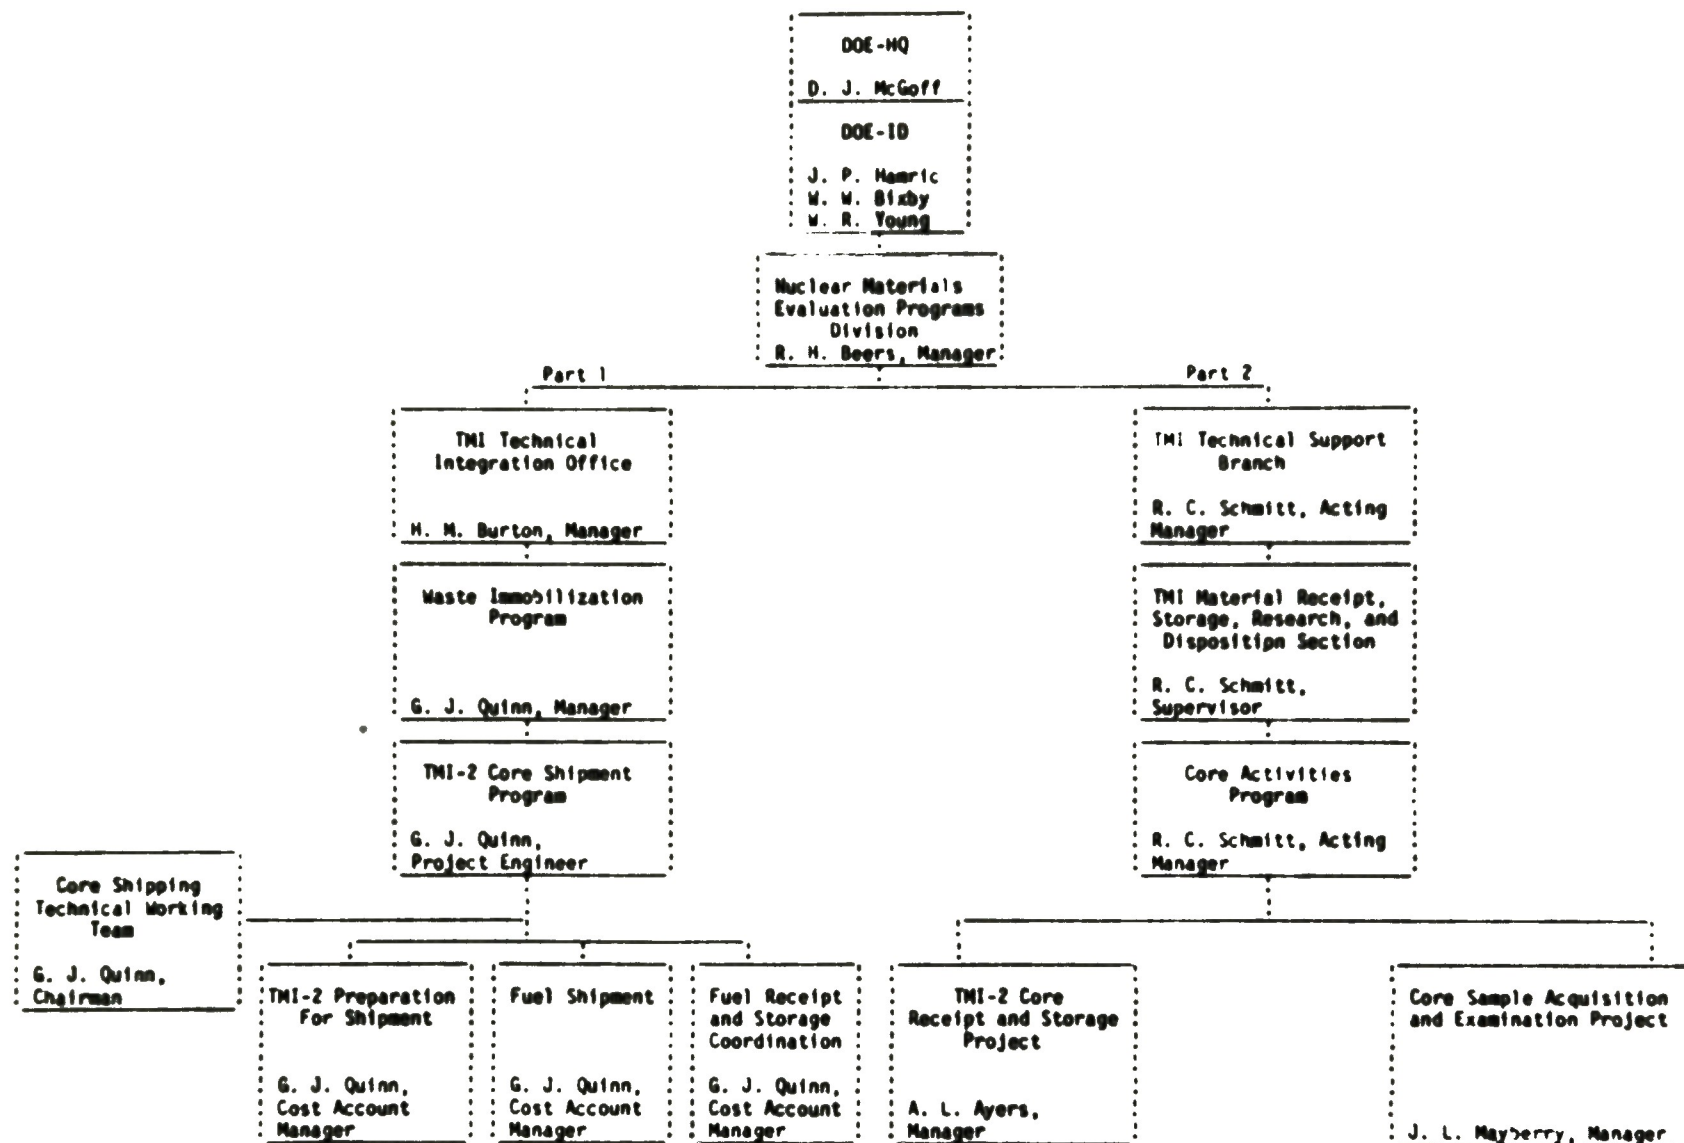 DOE-HQ
D. J. McGoff
DOE-ID
J. P. Hamric
W. W. Bixby
W. R. Young
Nuclear Materials
Evaluation Programs
Division
R. H. Beers, Manager
Part 1
Part 2
TMI Technical
Integration Office
H. M. Burton, Manager
TMI Technical Support
Branch
R. C. Schmitt, Acting
Manager
Waste Immobilization
Program
G. J. Quinn, Manager
TMI Material Receipt,
Storage, Research, and
Disposition Section
R. C. Schmitt,
Supervisor
TMI-2 Core Shipment
Program
G. J. Quinn,
Project Engineer
Core Activities
Program
R. C. Schmitt, Acting
Manager
Core Shipping
Technical Working
Team
G. J. Quinn,
Chairman
TMI-2 Preparation
For Shipment
G. J. Quinn,
Cost Account
Manager
Fuel Shipment
G. J. Quinn,
Cost Account
Manager
Fuel Receipt
and Storage
Coordination
G. J. Quinn,
Cost Account
Manager
TMI-2 Core
Receipt and Storage
Project
A. L. Ayers,
Manager
Core Sample Acquisition
and Examination Project
J. L. Mayberry, Manager